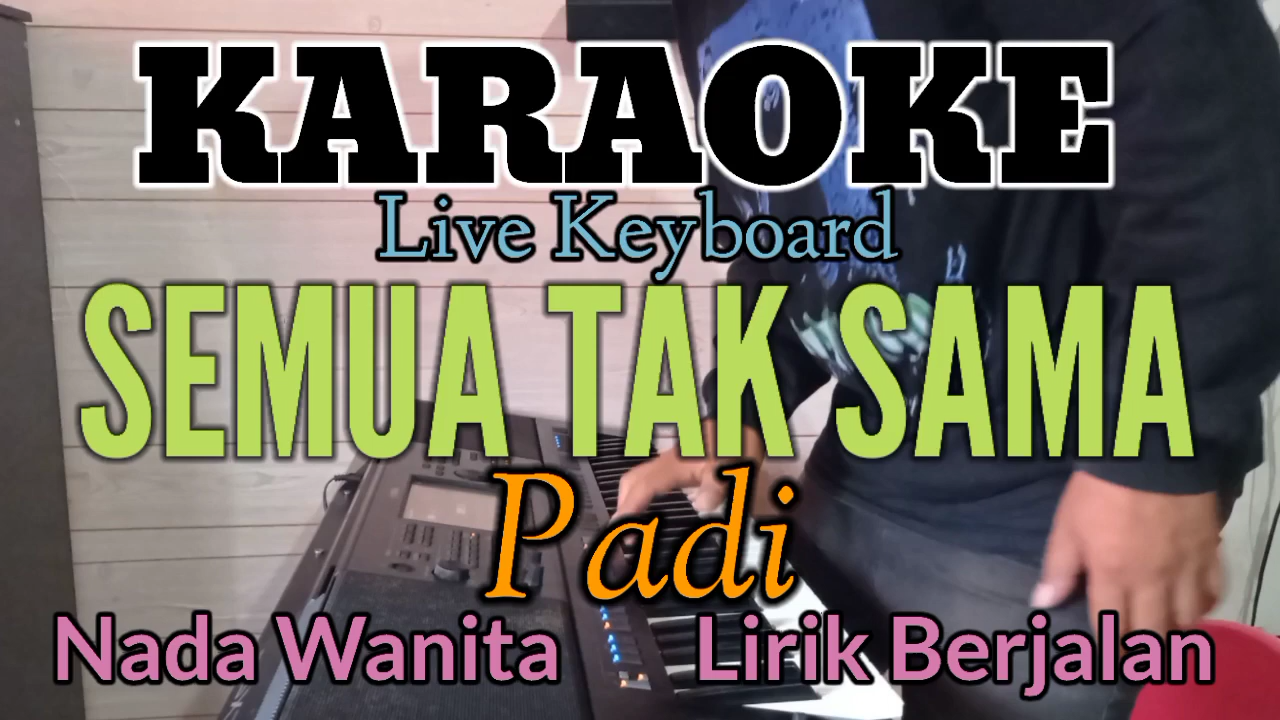 KARAOKE
Live Keyboard
SEMUA TAK SAMA
Padi
Nada Wanita Lirik Berjalan